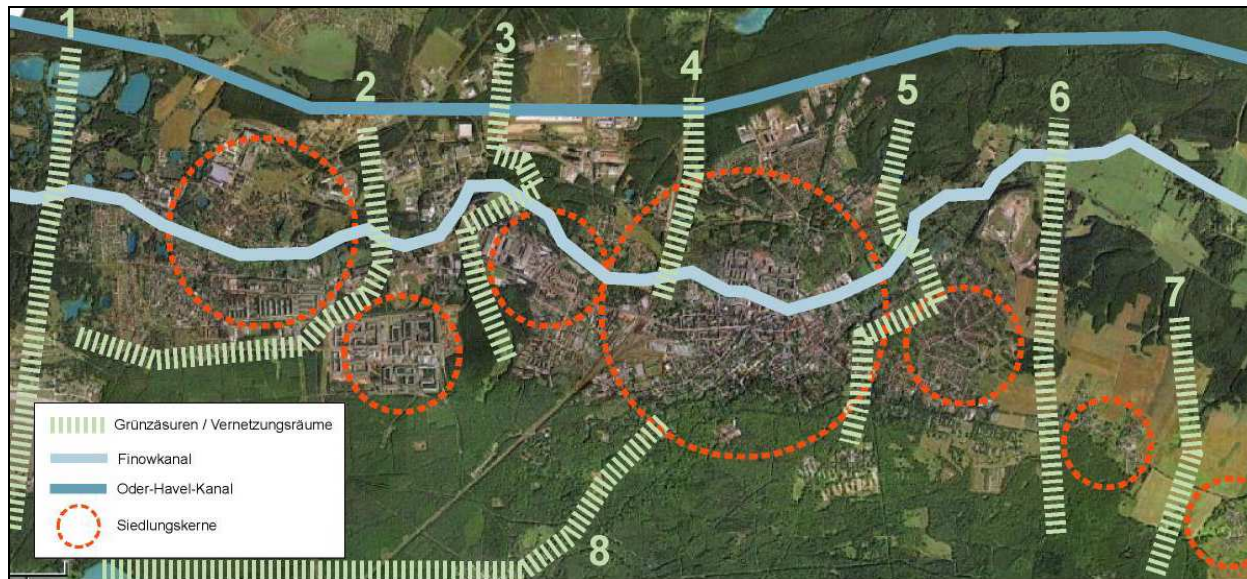 1
2
3
4
5
6
7
8
Grünzäsuren / Vernetzungsräume
Finowkanal
Oder-Havel-Kanal
Siedlungskerne